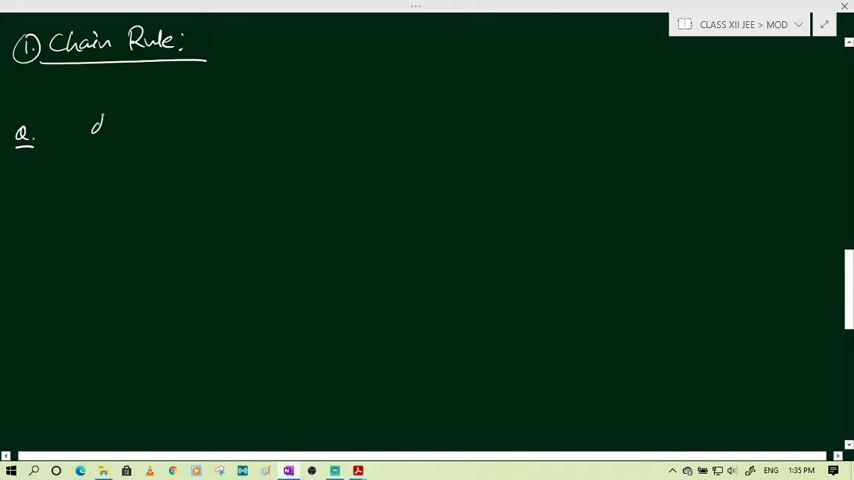 ...
CLASS XII JEE > MOD
① Chain Rule:
Q. d
ENG 1:35 PM